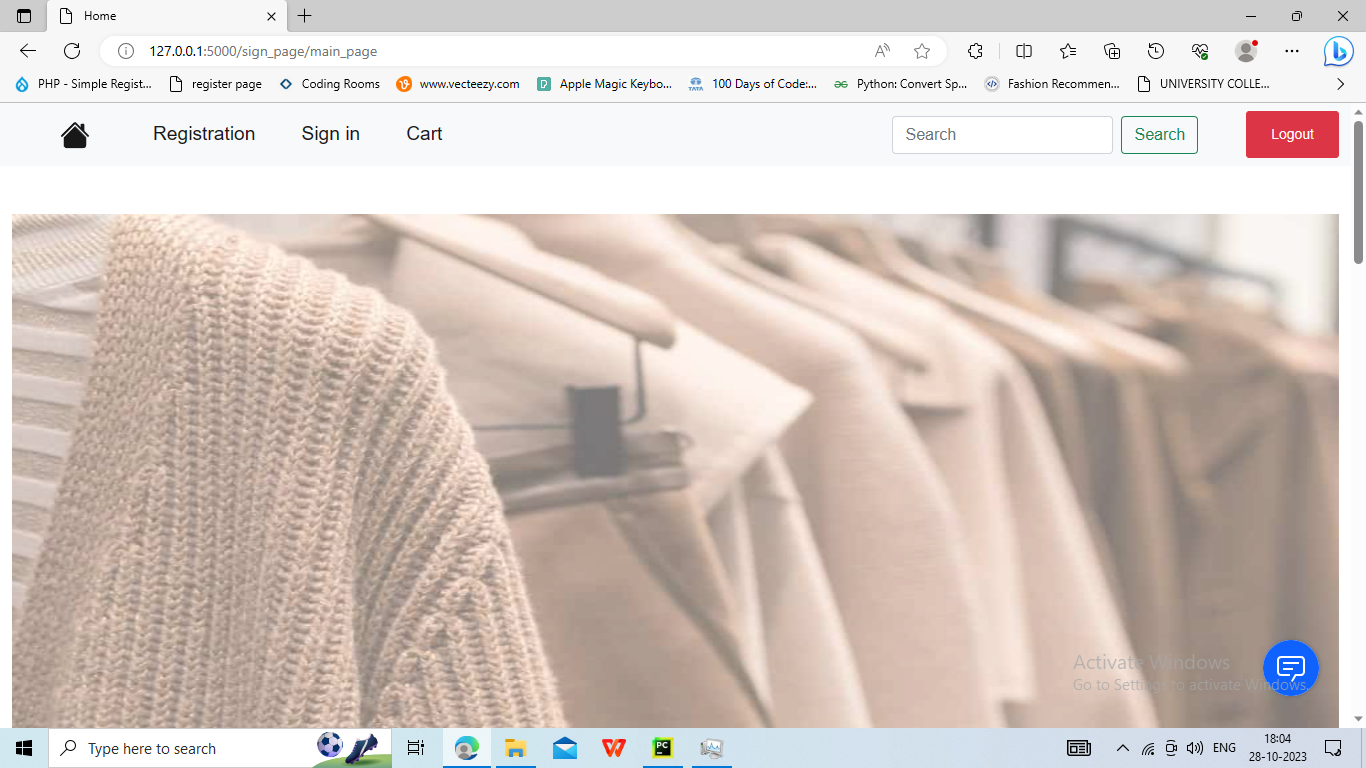 Home
127.0.0.1:5000/sign_page/main_page
PHP - Simple Regist... register page Coding Rooms www.vecteezy.com Apple Magic Keybo... 100 Days of Code:... Python: Convert Sp... Fashion Recommen... UNIVERSITY COLLE...
Registration Sign in Cart Search Search Logout
Activate Windows
Go to Settings to activate Windows.
Type here to search
ENG
18:04
28-10-2023